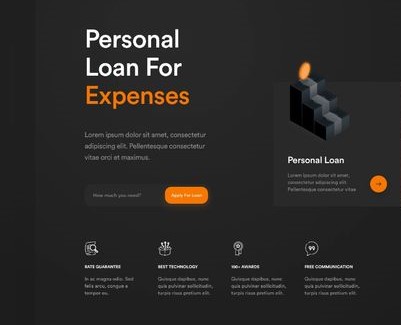 Personal
Loan For
Expenses
Lorem ipsum dolor sit amet, consectetur
adipiscing elit. Pellentesque consectetur
vitae orci et maximus.
How much you need?
Apply For Loan
Personal Loan
Lorem ipsum dolor sit amet,
consectetur adipiscing elit.
Pellentesque consectetur vitae
RATE GUARANTEE
In ac magna odio. Sed
felis arcu, congue a
tempor eu.
BEST TECHNOLOGY
Quisque dapibus, nunc
quis pulvinar sollicitudin,
turpis risus pretium elit.
100+ AWARDS
Quisque dapibus, nunc
quis pulvinar sollicitudin,
turpis risus pretium elit.
FREE COMMUNICATION
Quisque dapibus, nunc
quis pulvinar sollicitudin,
turpis risus pretium elit.